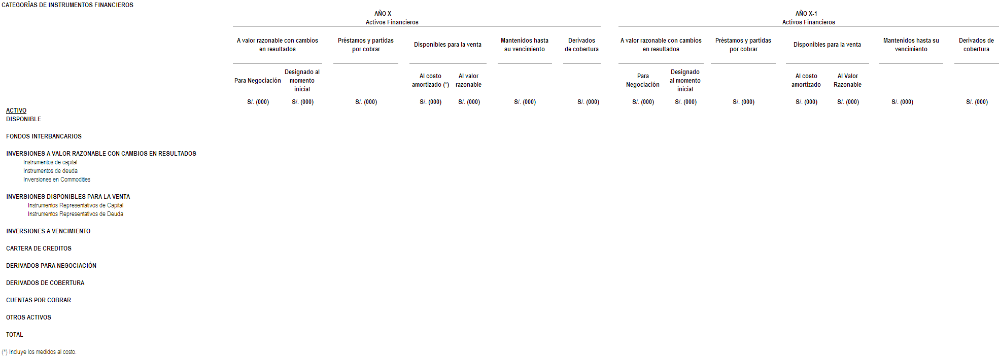 CATEGORÍAS DE INSTRUMENTOS FINANCIEROS
AÑO X AÑO X-1
Activos Financieros Activos Financieros
A valor razonable con cambios en resultados Préstamos y partidas por cobrar Disponibles para la venta Mantenidos hasta su vencimiento Derivados de cobertura A valor razonable con cambios en resultados Préstamos y partidas por cobrar Disponibles para la venta Mantenidos hasta su vencimiento Derivados de cobertura
Para Negociación Designado al momento inicial Al costo amortizado (*) Al valor razonable Para Negociación Designado al momento inicial Al costo amortizado Al Valor Razonable
S/. (000) S/. (000) S/. (000) S/. (000) S/. (000) S/. (000) S/. (000) S/. (000) S/. (000) S/. (000) S/. (000) S/. (000) S/. (000) S/. (000)
ACTIVO
DISPONIBLE
FONDOS INTERBANCARIOS
INVERSIONES A VALOR RAZONABLE CON CAMBIOS EN RESULTADOS
Instrumentos de capital
Instrumentos de deuda
Inversiones en Commodities
INVERSIONES DISPONIBLES PARA LA VENTA
Instrumentos Representativos de Capital
Instrumentos Representativos de Deuda
INVERSIONES A VENCIMIENTO
CARTERA DE CREDITOS
DERIVADOS PARA NEGOCIACIÓN
DERIVADOS DE COBERTURA
CUENTAS POR COBRAR
OTROS ACTIVOS
TOTAL
(*) Incluye los medidos al costo.